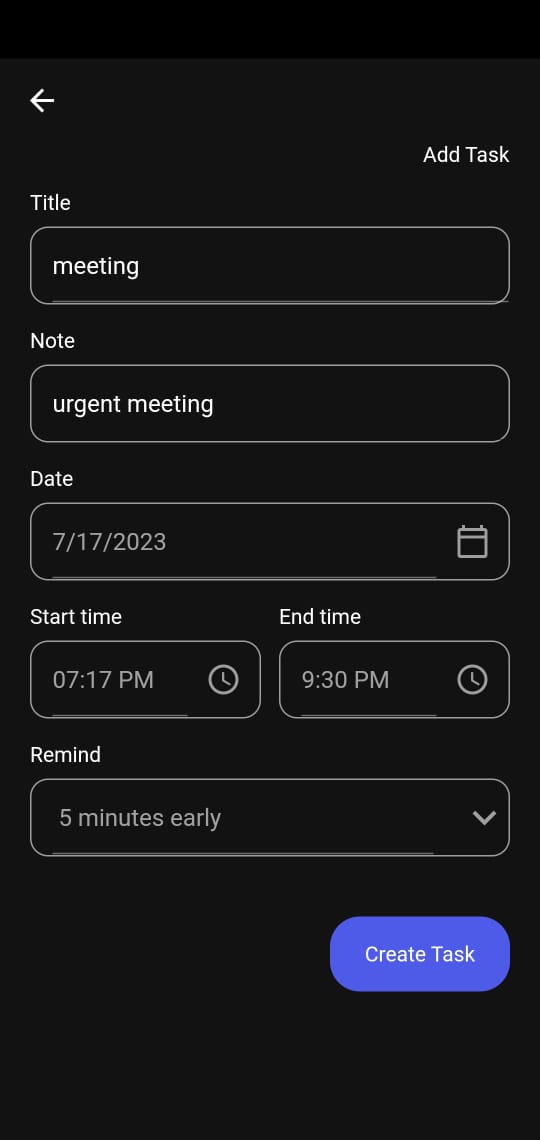 Add Task
Title
meeting
Note
urgent meeting
Date
7/17/2023
Start time
End time
07:17 PM
9:30 PM
Remind
5 minutes early
Create Task